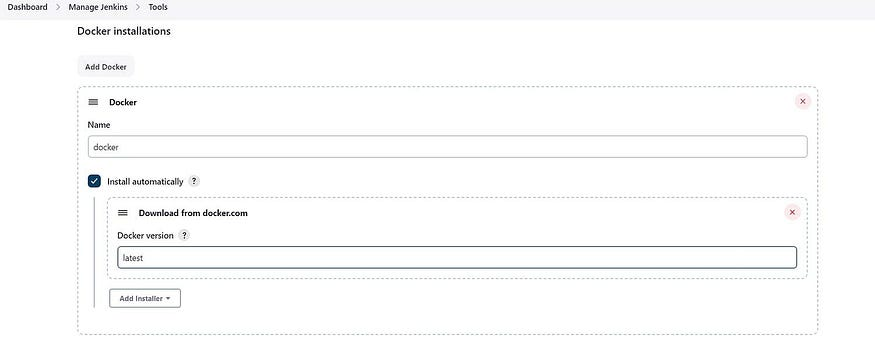 Dashboard > Manage Jenkins > Tools
Docker installations
Add Docker
Docker
Name
docker
Install automatically ?
Download from docker.com
Docker version ?
latest
Add Installer